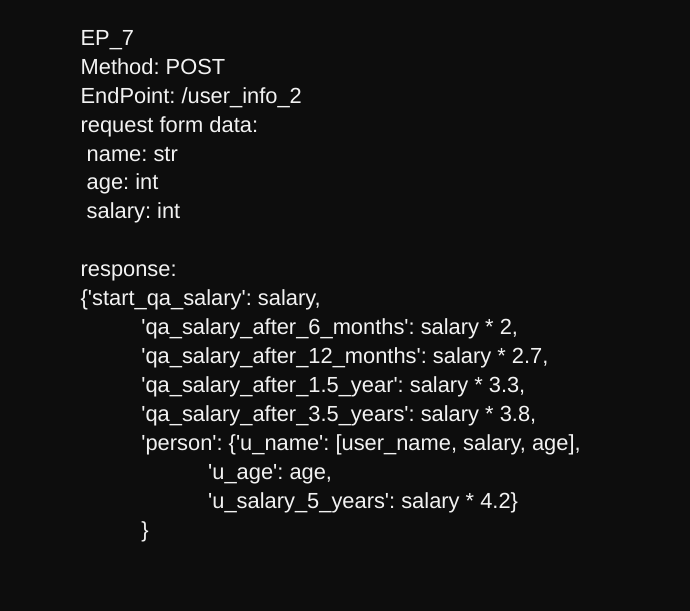 EP_7
Method: POST
EndPoint: /user_info_2
request form data:
name: str
age: int
salary: int
response:
{'start_qa_salary': salary,
'qa_salary_after_6_months': salary * 2,
'qa_salary_after_12_months': salary * 2.7,
'qa_salary_after_1.5_year': salary * 3.3,
'qa_salary_after_3.5_years': salary * 3.8,
'person': {'u_name': [user_name, salary, age],
'u_age': age,
'u_salary_5_years': salary * 4.2}
}